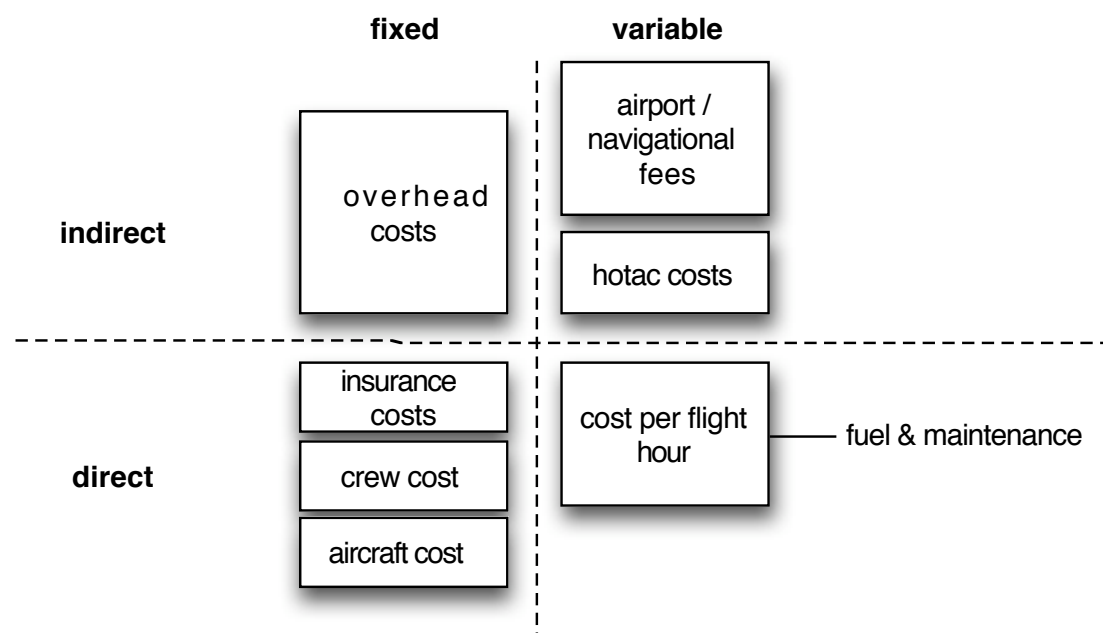 fixed
variable
airport /
navigational
fees
overhead
costs
indirect
hotac costs
insurance
costs
cost per flight
hour
fuel & maintenance
direct
crew cost
aircraft cost